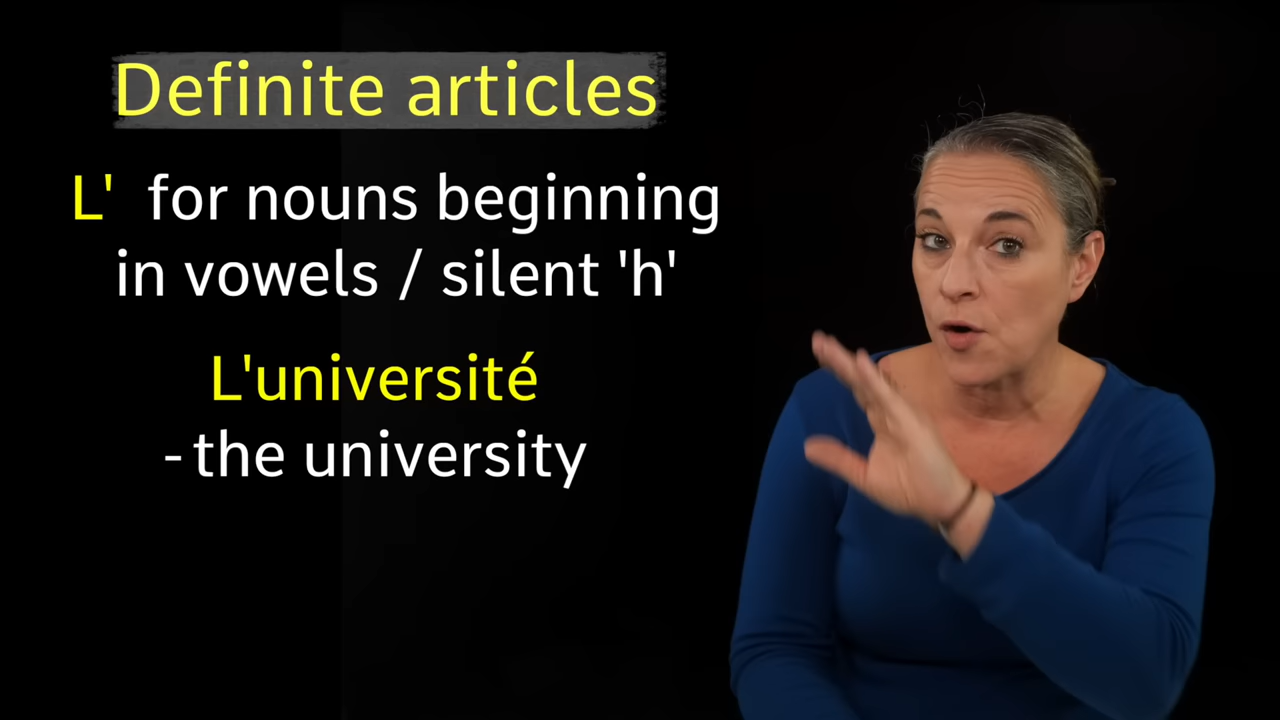 Definite articles
L' for nouns beginning
in vowels / silent 'h'
L'université
- the university